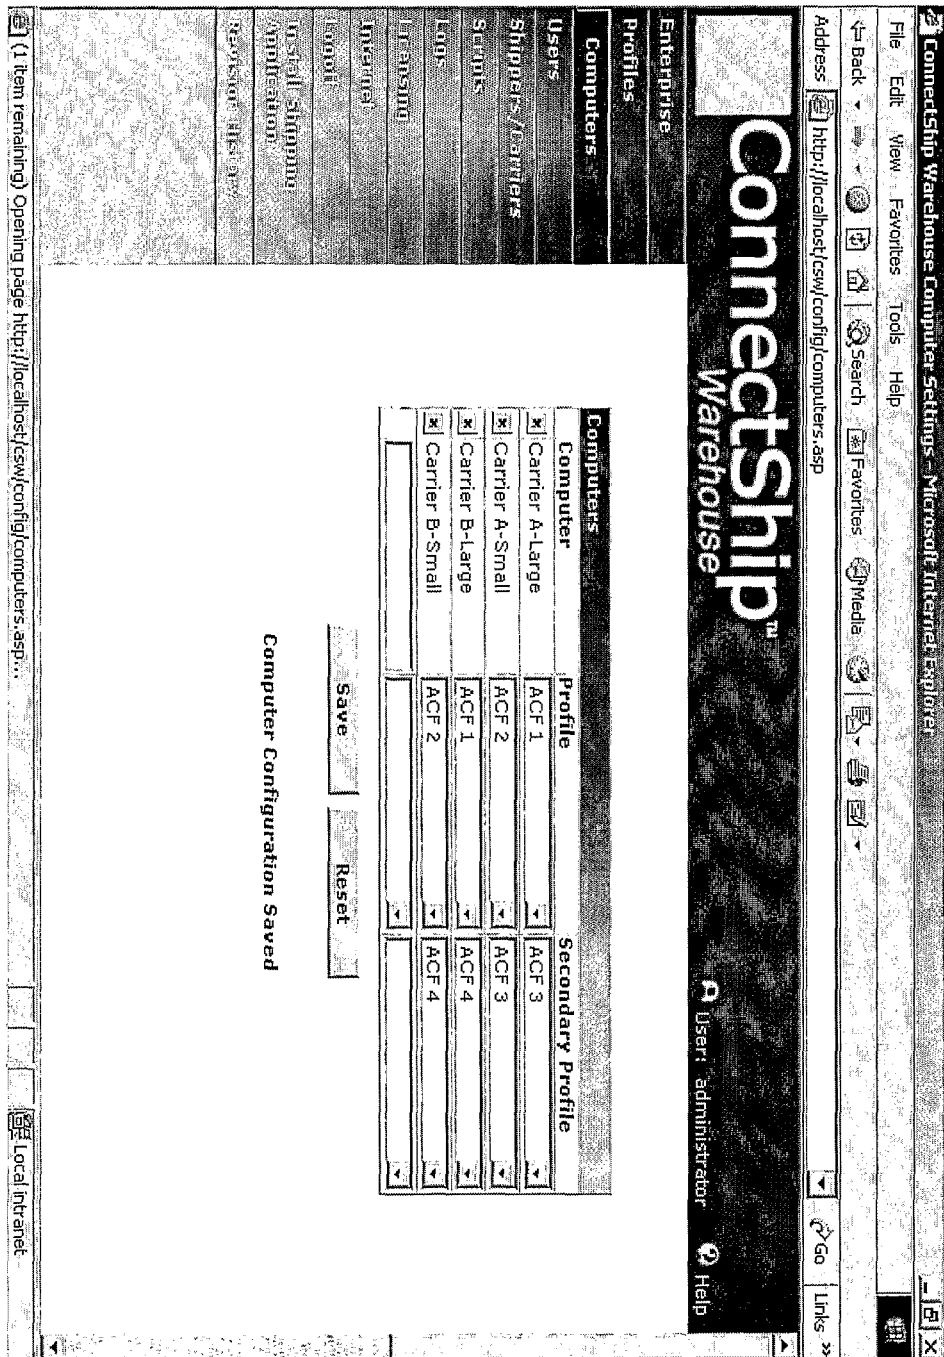 ConnectShip Warehouse Computer Settings - Microsoft Internet Explorer
File Edit View Favorites Tools Help
Back Search Favorites Media
Address http://localhost/csw/config/computers.asp Go Links »
ConnectShip™
Warehouse
User: administrator Help
Enterprise
Profiles
Computers
Users
Shippers/Carriers
Scripts
Logs
Licensing
Internet
Logoff
Install Shipping
Application
Revision History
Computers
Computer Profile Secondary Profile
Carrier A-Large ACF 1 ACF 3
Carrier A-Small ACF 2 ACF 3
Carrier B-Large ACF 1 ACF 4
Carrier B-Small ACF 2 ACF 4
Save Reset
Computer Configuration Saved
(1 item remaining) Opening page http://localhost/csw/config/computers.asp... Local intranet